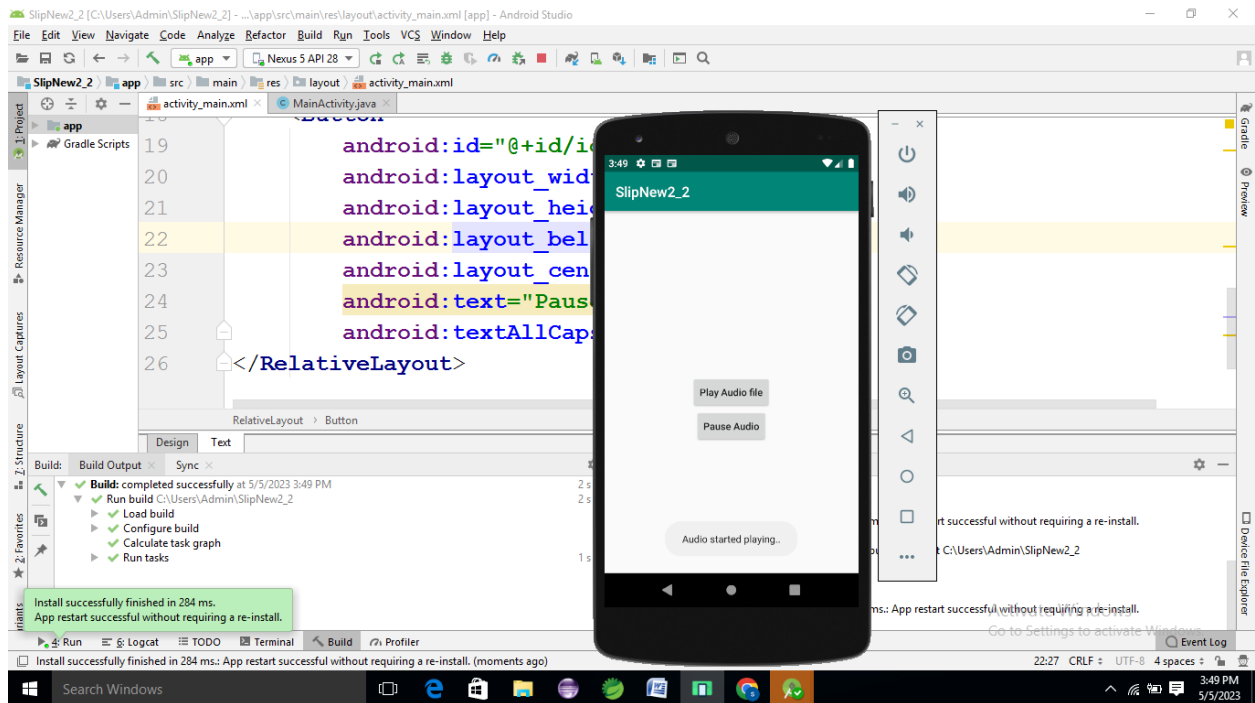 SlipNew2_2 [C:\Users\Admin\SlipNew2_2] - ...\app\src\main\res\layout\activity_main.xml [app] - Android Studio
File Edit View Navigate Code Analyze Refactor Build Run Tools VCS Window Help
app Nexus 5 API 28
SlipNew2_2 app src main res layout activity_main.xml
activity_main.xml MainActivity.java
1: Project
Resource Manager
Layout Captures
Z: Structure
2: Favorites
app
Gradle Scripts
<Button
19 android:id="@+id/
20 android:layout_wid
21 android:layout_hei
22 android:layout_bel
23 android:layout_cen
24 android:text="Paus
25 android:textAllCap
26 </RelativeLayout>
RelativeLayout Button
Design Text
3:49
SlipNew2_2
Play Audio file
Pause Audio
Audio started playing..
Gradle
Preview
Device File Explorer
Build: Build Output Sync
Build: completed successfully at 5/5/2023 3:49 PM 2 s
Run build C:\Users\Admin\SlipNew2_2 2 s
Load build
Configure build
Calculate task graph
Run tasks 1 s
rt successful without requiring a re-install.
t C:\Users\Admin\SlipNew2_2
ms.: App restart successful without requiring a re-install.
Install successfully finished in 284 ms.
App restart successful without requiring a re-install.
Activate Windows
Go to Settings to activate Windows.
4: Run 6: Logcat TODO Terminal Build Profiler Event Log
Install successfully finished in 284 ms.: App restart successful without requiring a re-install. (moments ago) 22:27 CRLF UTF-8 4 spaces
Search Windows
3:49 PM
5/5/2023